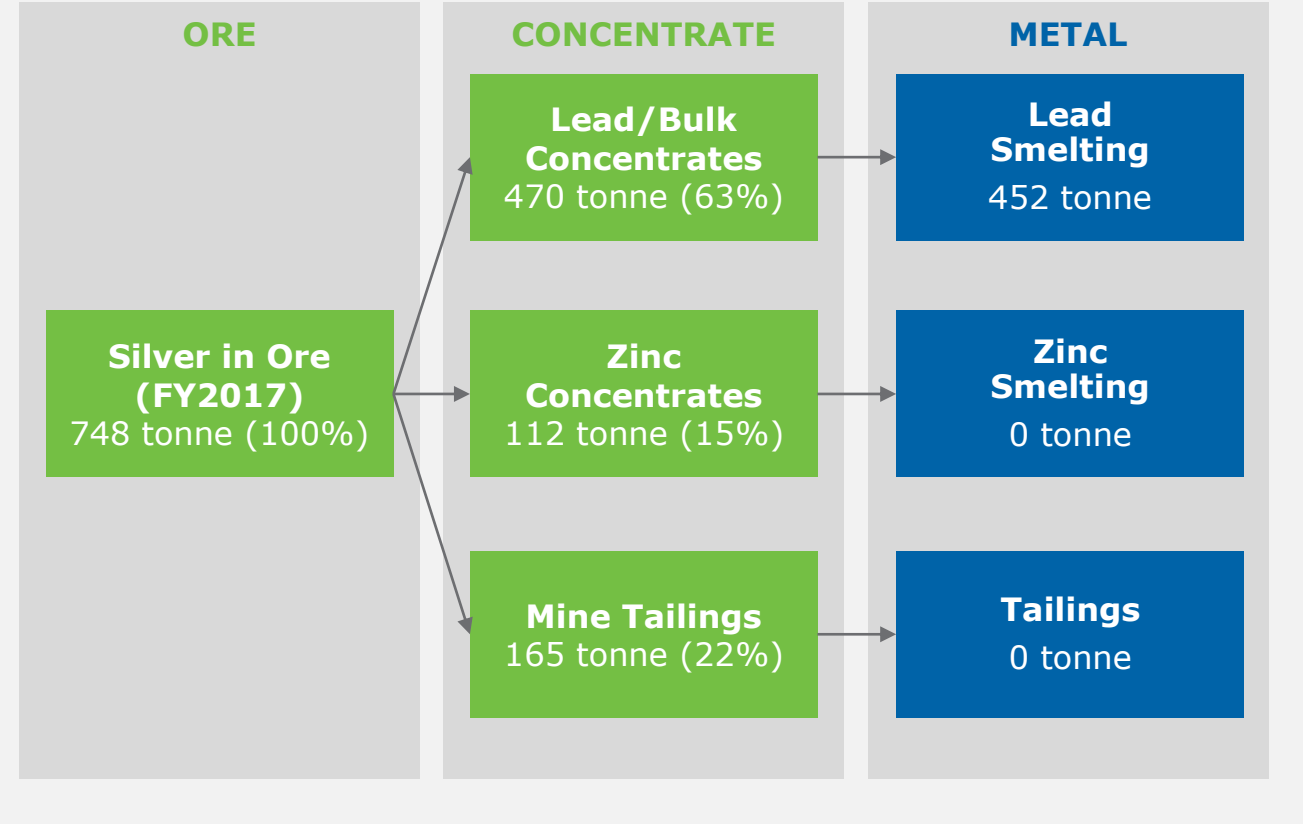 ORE
Silver in Ore
(FY2017)
748 tonne (100%)
CONCENTRATE
Lead/Bulk
Concentrates
470 tonne (63%)
Zinc
Concentrates
112 tonne (15%)
Mine Tailings
165 tonne (22%)
METAL
Lead
Smelting
452 tonne
Zinc
Smelting
0 tonne
Tailings
0 tonne